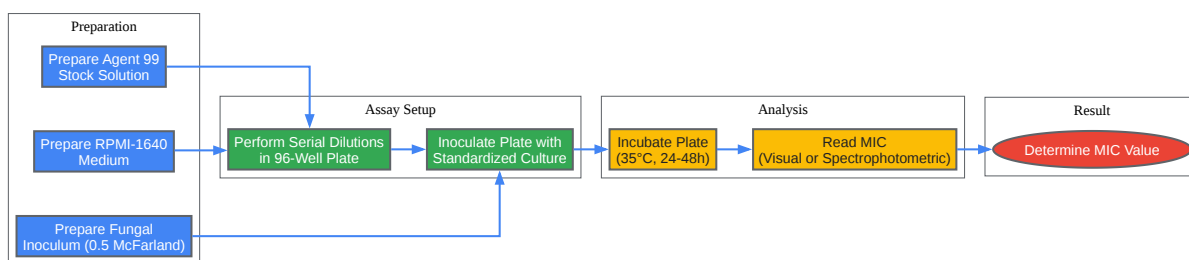 Preparation
Prepare Agent 99
Stock Solution
Prepare RPMI-1640
Medium
Prepare Fungal
Inoculum (0.5 McFarland)
Assay Setup
Perform Serial Dilutions
in 96-Well Plate
Inoculate Plate with
Standardized Culture
Analysis
Incubate Plate
(35°C, 24-48h)
Read MIC
(Visual or Spectrophotometric)
Result
Determine MIC Value